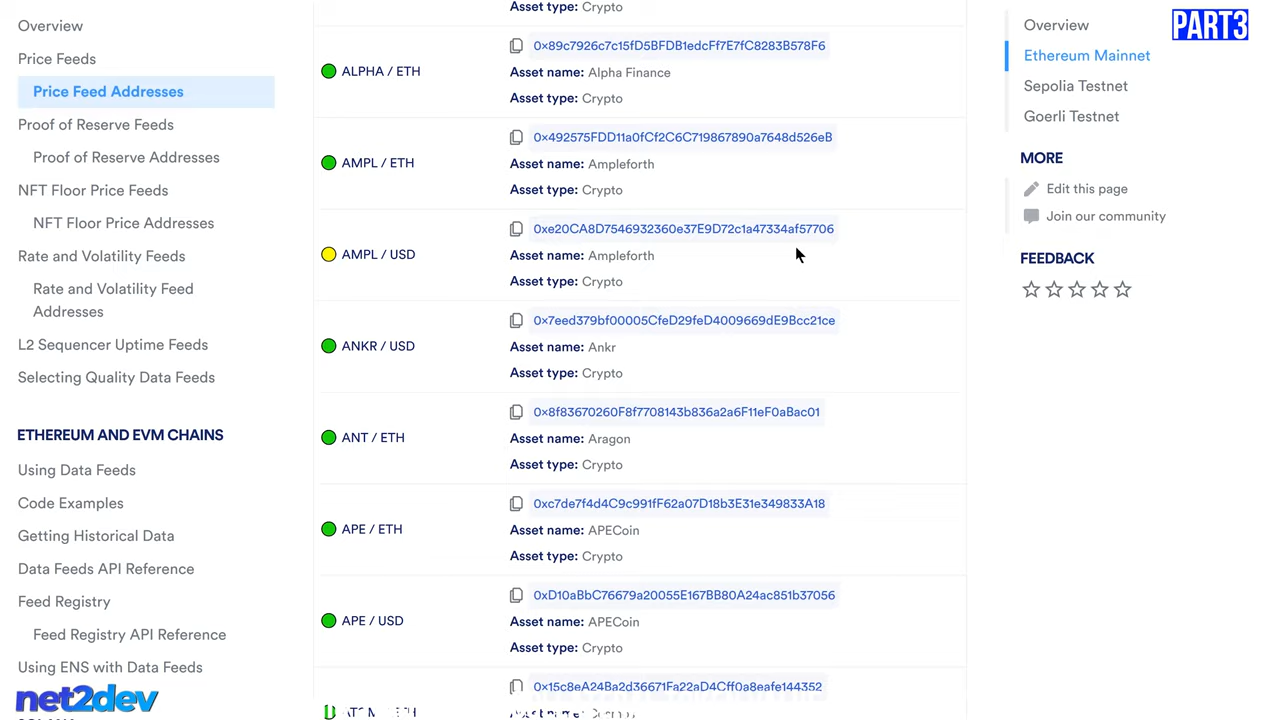 Overview
Price Feeds
Price Feed Addresses
Proof of Reserve Feeds
Proof of Reserve Addresses
NFT Floor Price Feeds
NFT Floor Price Addresses
Rate and Volatility Feeds
Rate and Volatility Feed
Addresses
L2 Sequencer Uptime Feeds
Selecting Quality Data Feeds
ETHEREUM AND EVM CHAINS
Using Data Feeds
Code Examples
Getting Historical Data
Data Feeds API Reference
Feed Registry
Feed Registry API Reference
Using ENS with Data Feeds
net2dev
Asset type: Crypto
ALPHA / ETH
0x89c7926c7c15fD5BFDB1edcFf7E7fC8283B578F6
Asset name: Alpha Finance
Asset type: Crypto
AMPL / ETH
0x492575FDD11a0fCf2C6C719867890a7648d526eB
Asset name: Ampleforth
Asset type: Crypto
AMPL / USD
0xe20CA8D7546932360e37E9D72c1a47334af57706
Asset name: Ampleforth
Asset type: Crypto
ANKR / USD
0x7eed379bf00005CfeD29feD4009669dE9Bcc21ce
Asset name: Ankr
Asset type: Crypto
ANT / ETH
0x8f83670260F8f7708143b836a2a6F11eF0aBac01
Asset name: Aragon
Asset type: Crypto
APE / ETH
0xc7de7f4d4C9c991fF62a07D18b3E31e349833A18
Asset name: APECoin
Asset type: Crypto
APE / USD
0xD10aBbC76679a20055E167BB80A24ac851b37056
Asset name: APECoin
Asset type: Crypto
0x15c8eA24Ba2d36671Fa22aD4Cff0a8eafe144352
PART3
Overview
Ethereum Mainnet
Sepolia Testnet
Goerli Testnet
MORE
Edit this page
Join our community
FEEDBACK